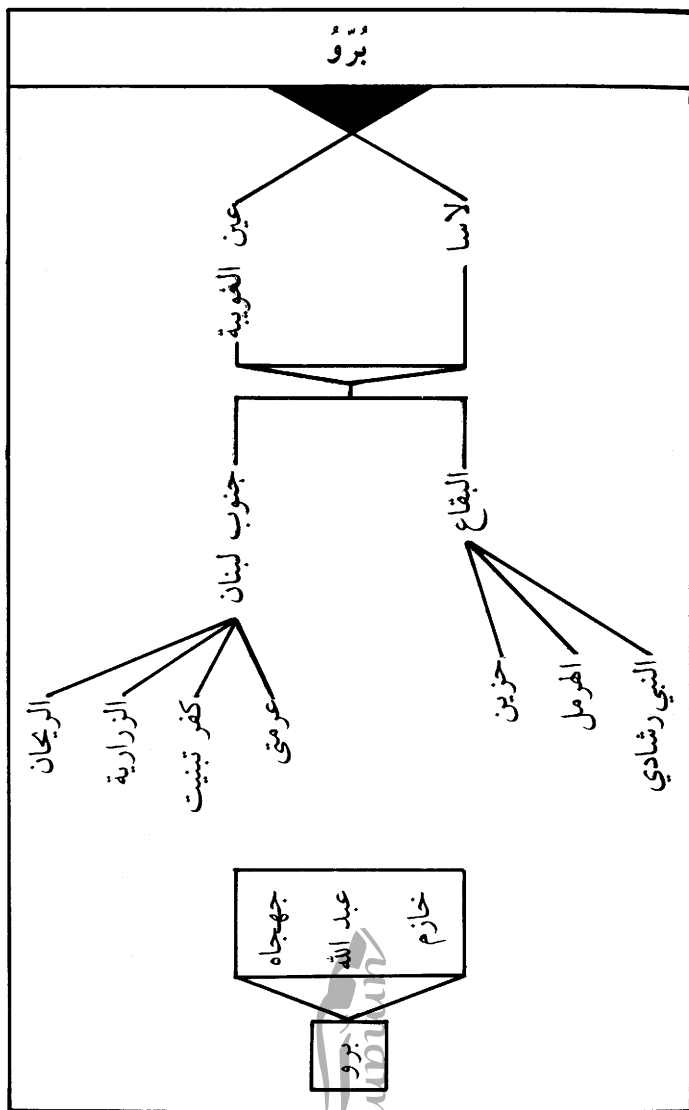 بُرّو
لاسا
عين الغويبة
البقاع
جنوب لبنان
النبي رشادي
الهرمل
حزين
عرمتى
كفر تبنيت
الزرارية
الريحان
خازم
عبد الله
جهجاه
برو